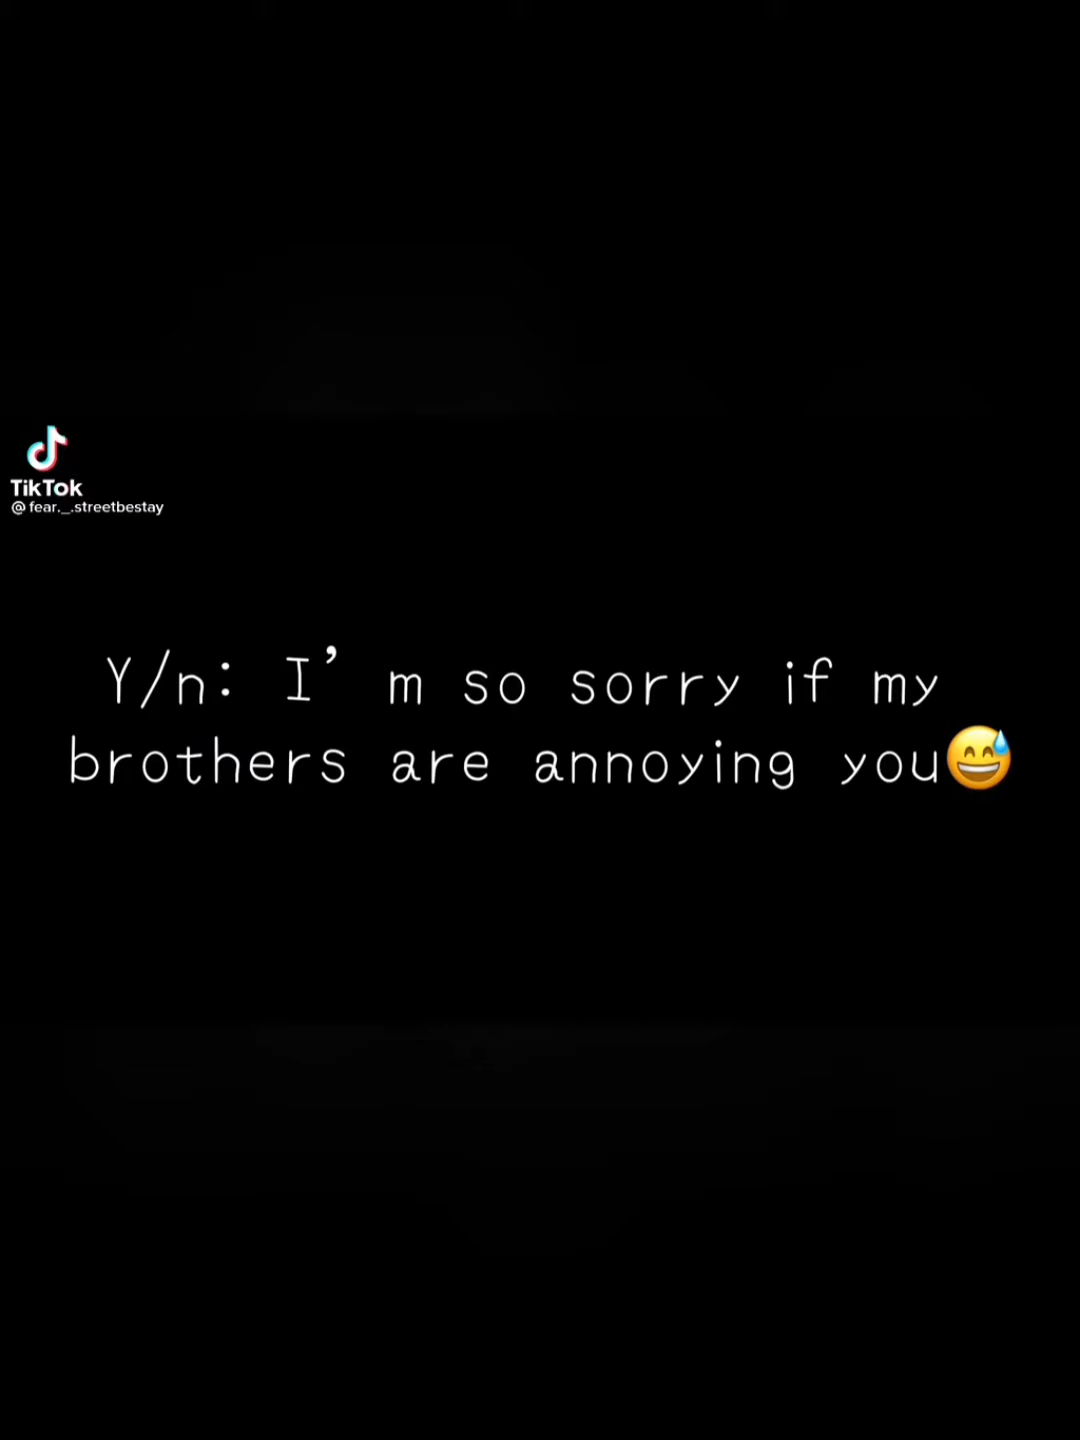 TikTok
@ fear._.streetbestay
Y/n: I’m so sorry if my
brothers are annoying you😅